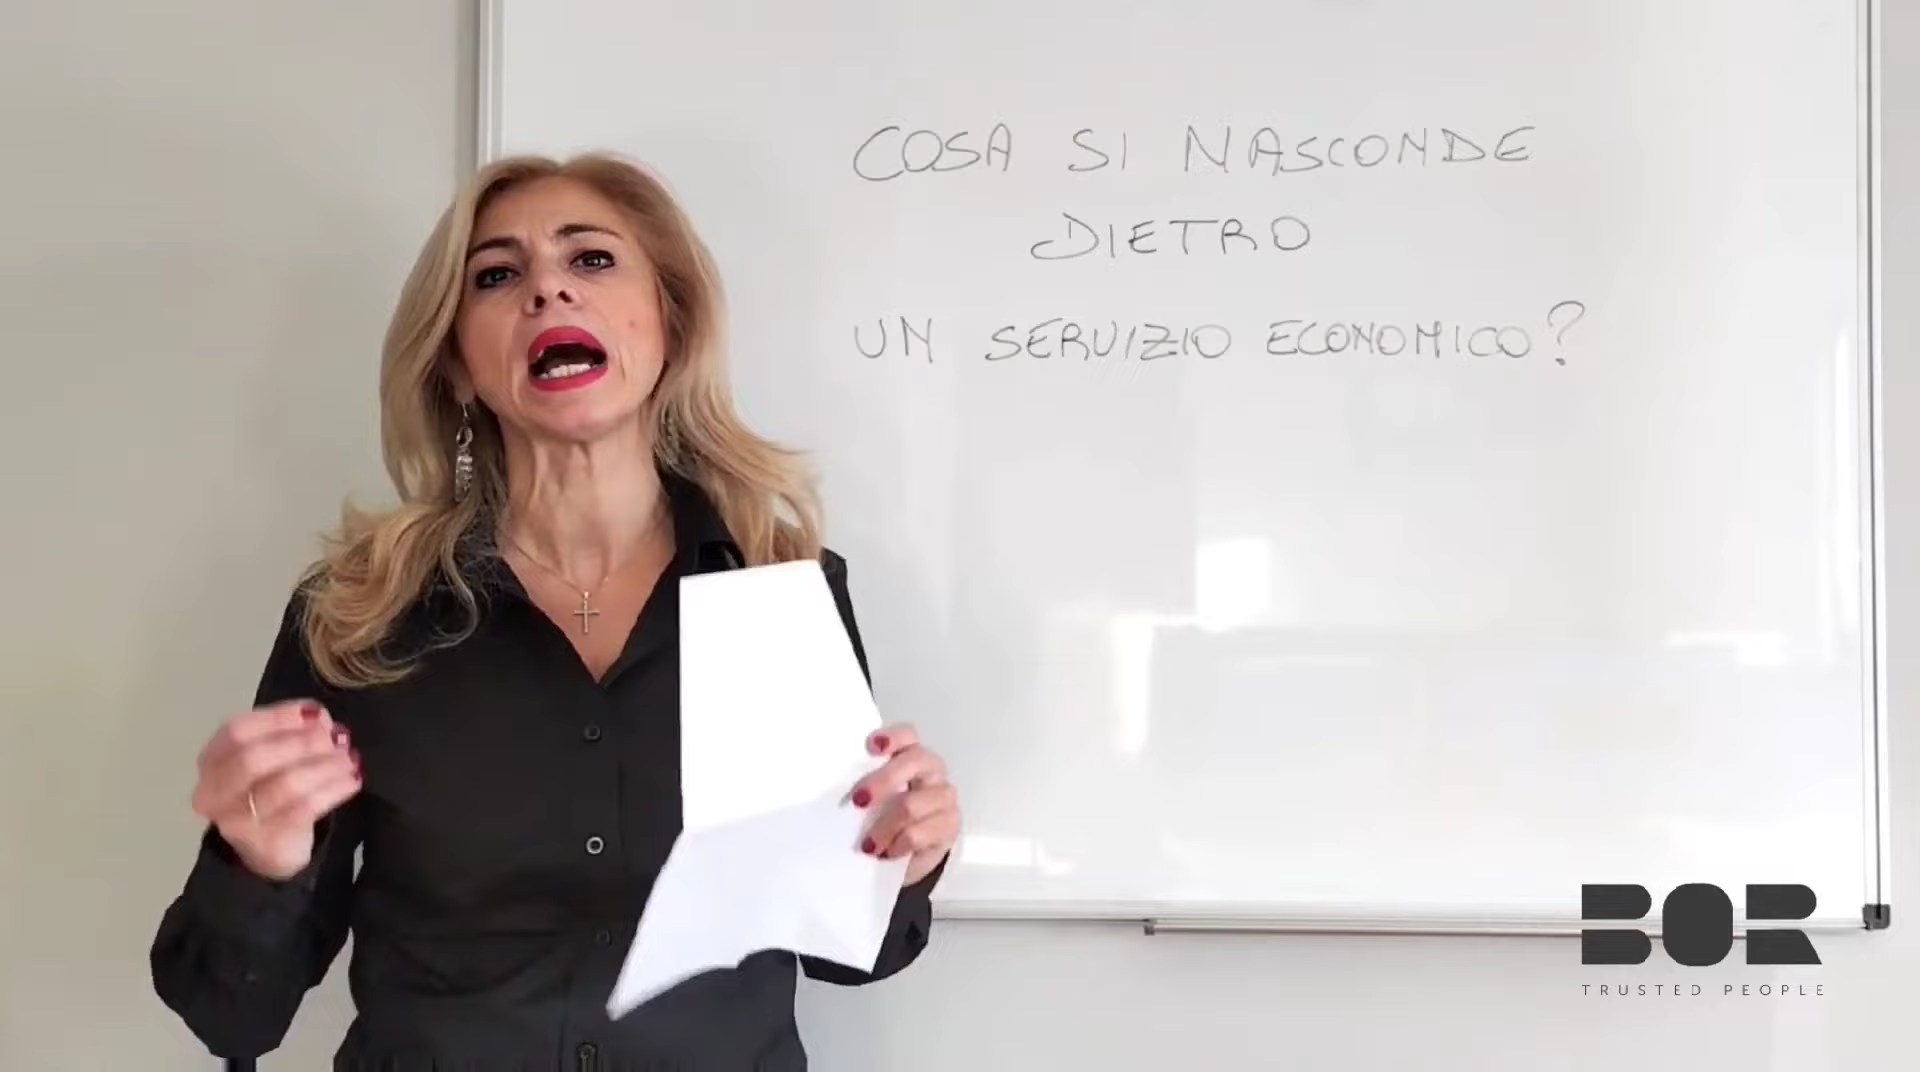 COSA SI NASCONDE
DIETRO
UN SERVIZIO ECONOMICO?
BOR
TRUSTED PEOPLE